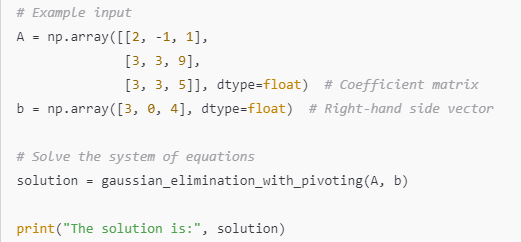 # Example input
A = np.array([[2, -1, 1],
              [3, 3, 9],
              [3, 3, 5]], dtype=float)  # Coefficient matrix
b = np.array([3, 0, 4], dtype=float)  # Right-hand side vector

# Solve the system of equations
solution = gaussian_elimination_with_pivoting(A, b)

print("The solution is:", solution)